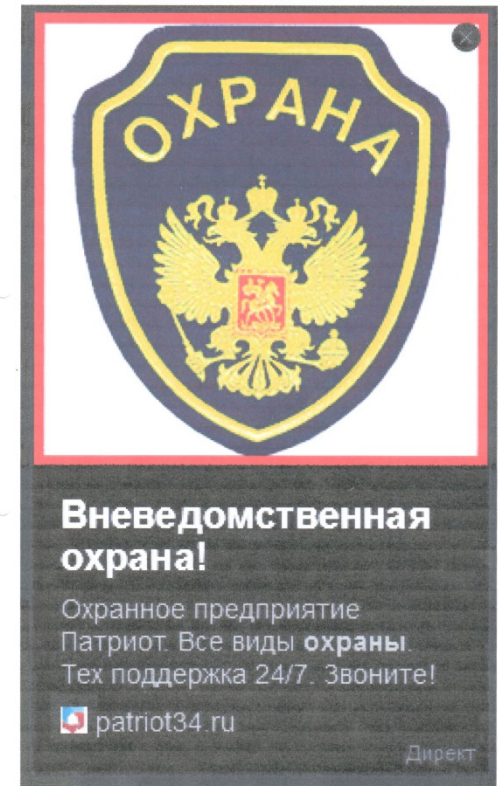 ОХРАНА
Вневедомственная
охрана!
Охранное предприятие
Патриот. Все виды охраны.
Тех поддержка 24/7. Звоните!
patriot34.ru
Директ